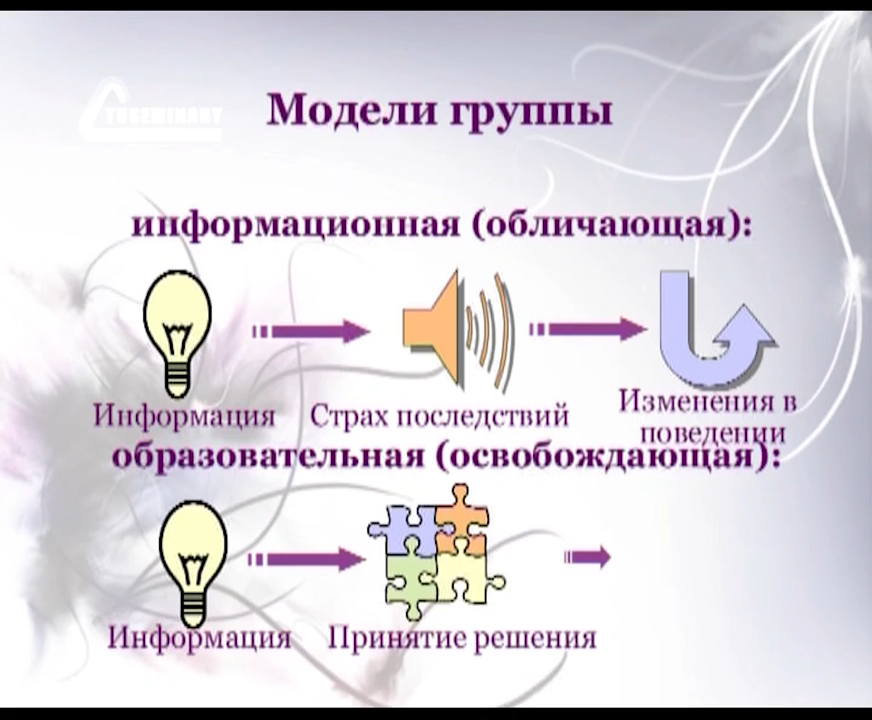 Модели группы
информационная (обличающая):
Информация
Страх последствий
Изменения в
поведении
образовательная (освобождающая):
Информация
Принятие решения